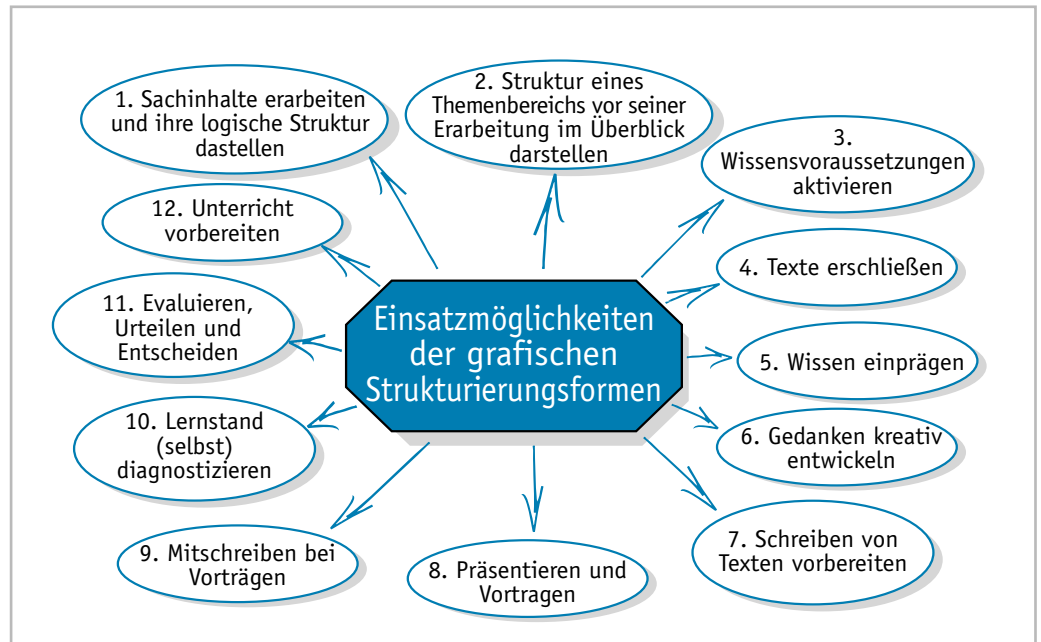 1. Sachinhalte erarbeiten
und ihre logische Struktur
dastellen
2. Struktur eines
Themenbereichs vor seiner
Erarbeitung im Überblick
darstellen
3.
Wissensvoraussetzungen
aktivieren
12. Unterricht
vorbereiten
4. Texte erschließen
11. Evaluieren,
Urteilen und
Entscheiden
Einsatzmöglichkeiten
der grafischen
Strukturierungsformen
5. Wissen einprägen
10. Lernstand
(selbst)
diagnostizieren
6. Gedanken kreativ
entwickeln
9. Mitschreiben bei
Vorträgen
8. Präsentieren und
Vortragen
7. Schreiben von
Texten vorbereiten